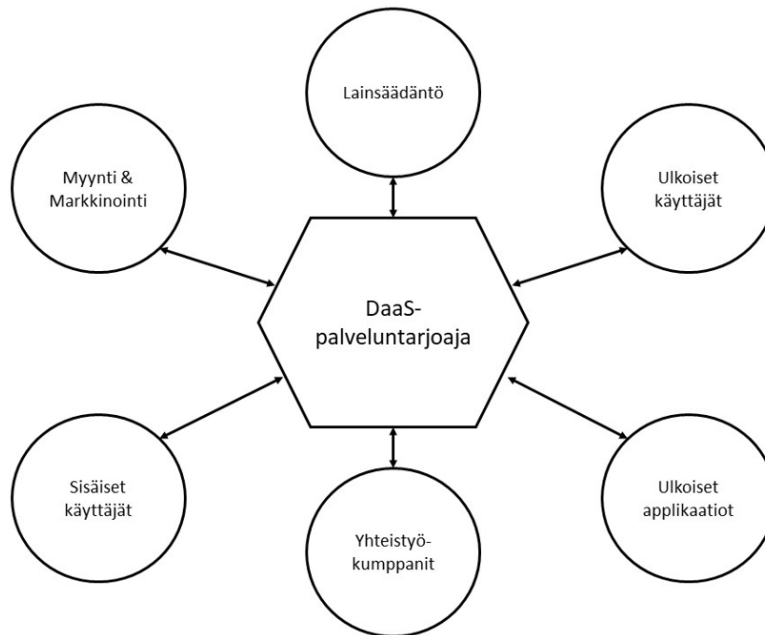 Lainsäädäntö
Myynti &
Markkinointi
Ulkoiset
käyttäjät
DaaS-
palveluntarjoaja
Sisäiset
käyttäjät
Yhteistyö-
kumppanit
Ulkoiset
applikaatiot